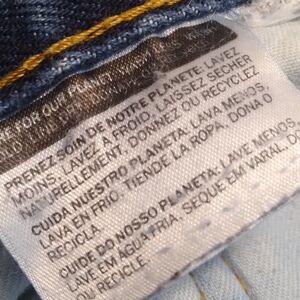 FOR OUR PLANET: WASH
PRENEZ SOIN DE NOTRE PLANETE: LAVEZ
MOINS, LAVEZ A FROID, LAISSEZ SECHER
NATURELLEMENT, DONNEZ OU RECYCLEZ
CUIDA NUESTRO PLANETA: LAVA MENOS,
LAVA EN FRIO, TIENDE LA ROPA, DONA O
RECICLA.
CUIDE DO NOSSO PLANETA: LAVE MENOS,
LAVE EM AGUA FRIA, SEQUE EM VARAL,
OU RECICLE.